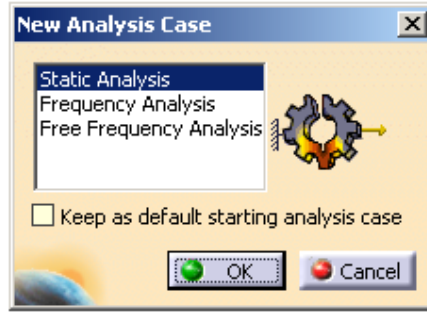 New Analysis Case
Static Analysis
Frequency Analysis
Free Frequency Analysis
Keep as default starting analysis case
OK
Cancel